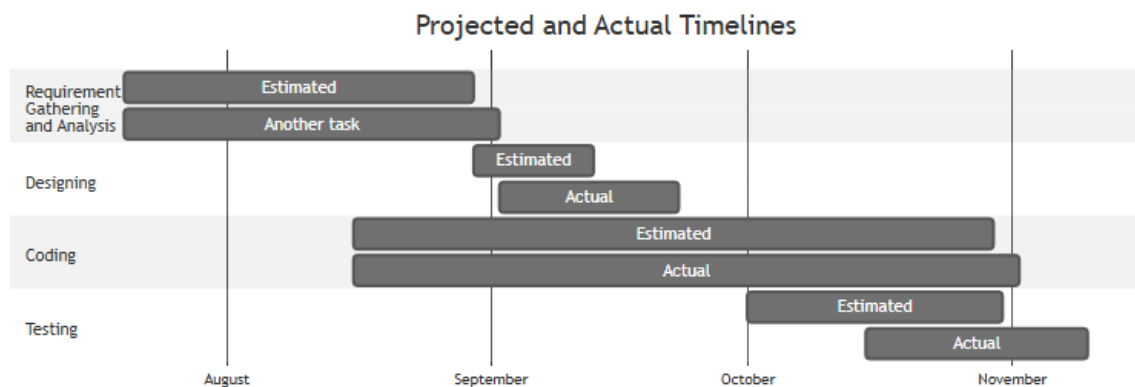 Projected and Actual Timelines
Requirement
Gathering
and Analysis
Estimated
Another task
Designing
Estimated
Actual
Coding
Estimated
Actual
Testing
Estimated
Actual
August
September
October
November